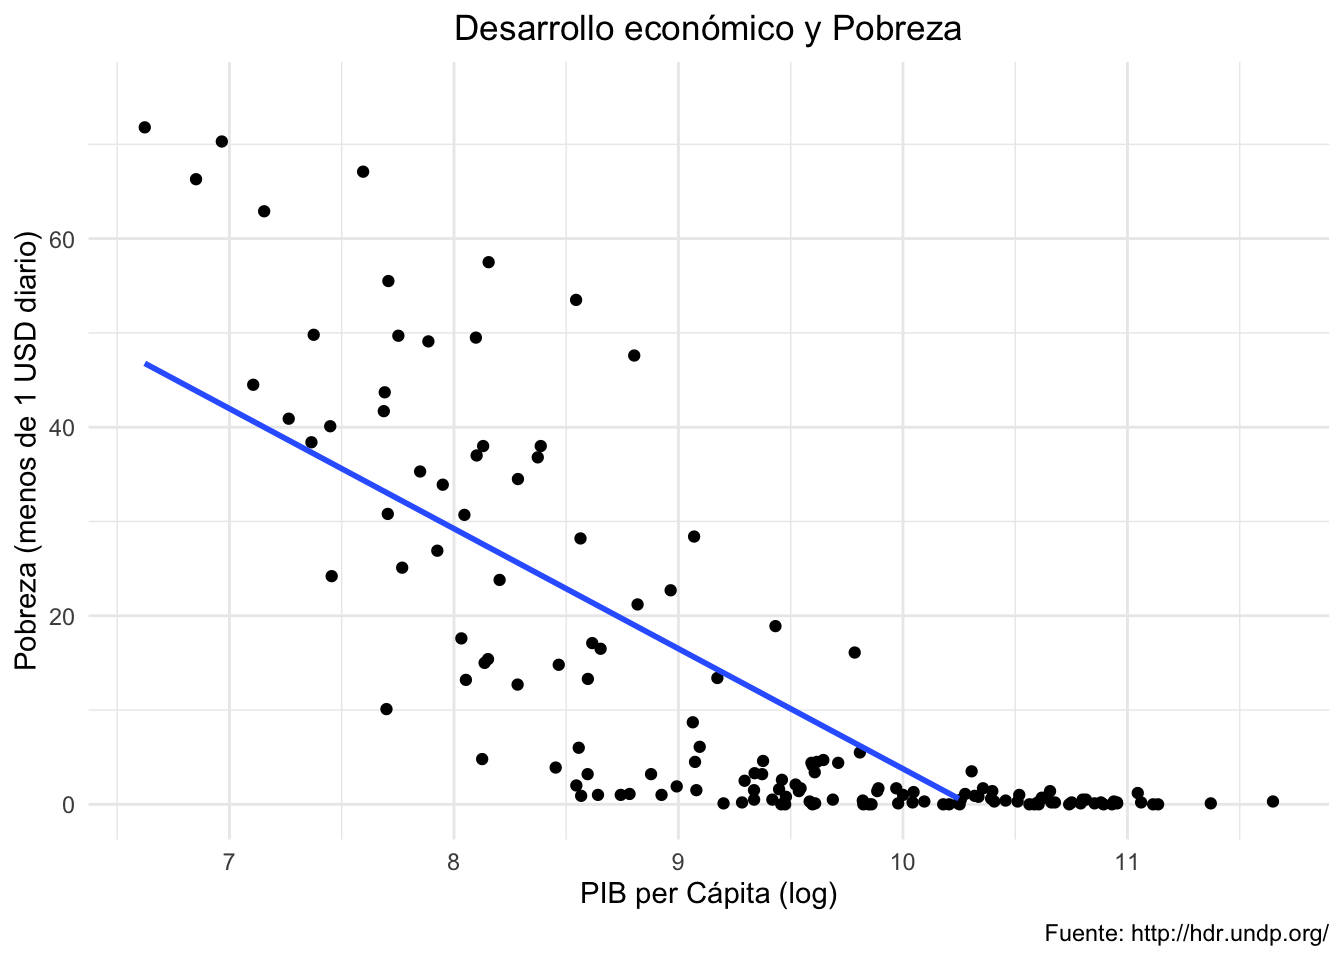 Desarrollo económico y Pobreza
Pobreza (menos de 1 USD diario)
60
40
20
0
7
8
9
10
11
PIB per Cápita (log)
Fuente: http://hdr.undp.org/